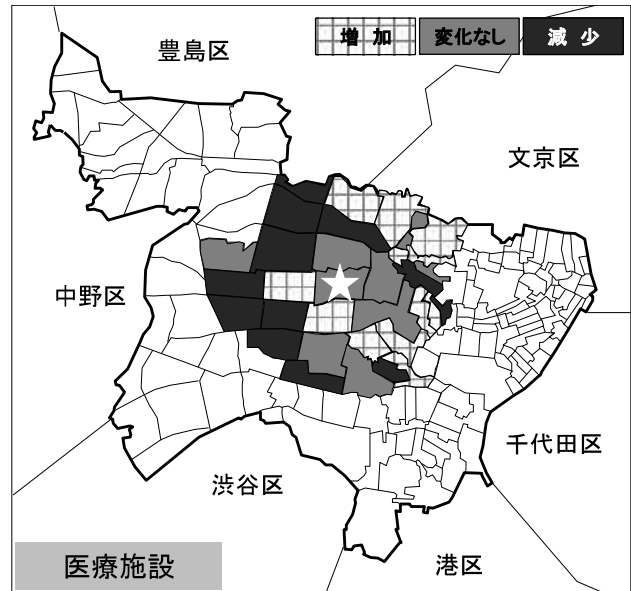 増 加
変化なし
減 少
豊島区
文京区
中野区
千代田区
渋谷区
港区
医療施設